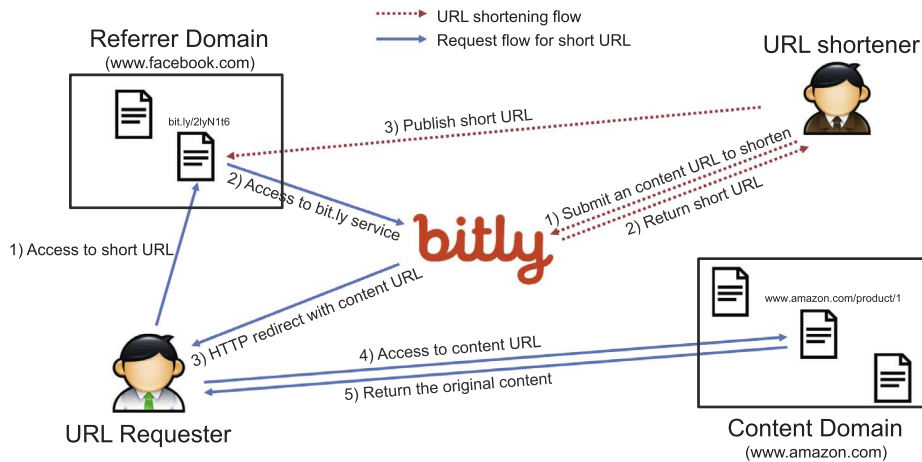 URL shortening flow
Request flow for short URL
Referrer Domain
(www.facebook.com)
URL shortener
bit.ly/2lyN1t6
3) Publish short URL
1) Submit an content URL to shorten
2) Return short URL
2) Access to bit.ly service
bitly
1) Access to short URL
3) HTTP redirect with content URL
www.amazon.com/product/1
4) Access to content URL
5) Return the original content
URL Requester
Content Domain
(www.amazon.com)